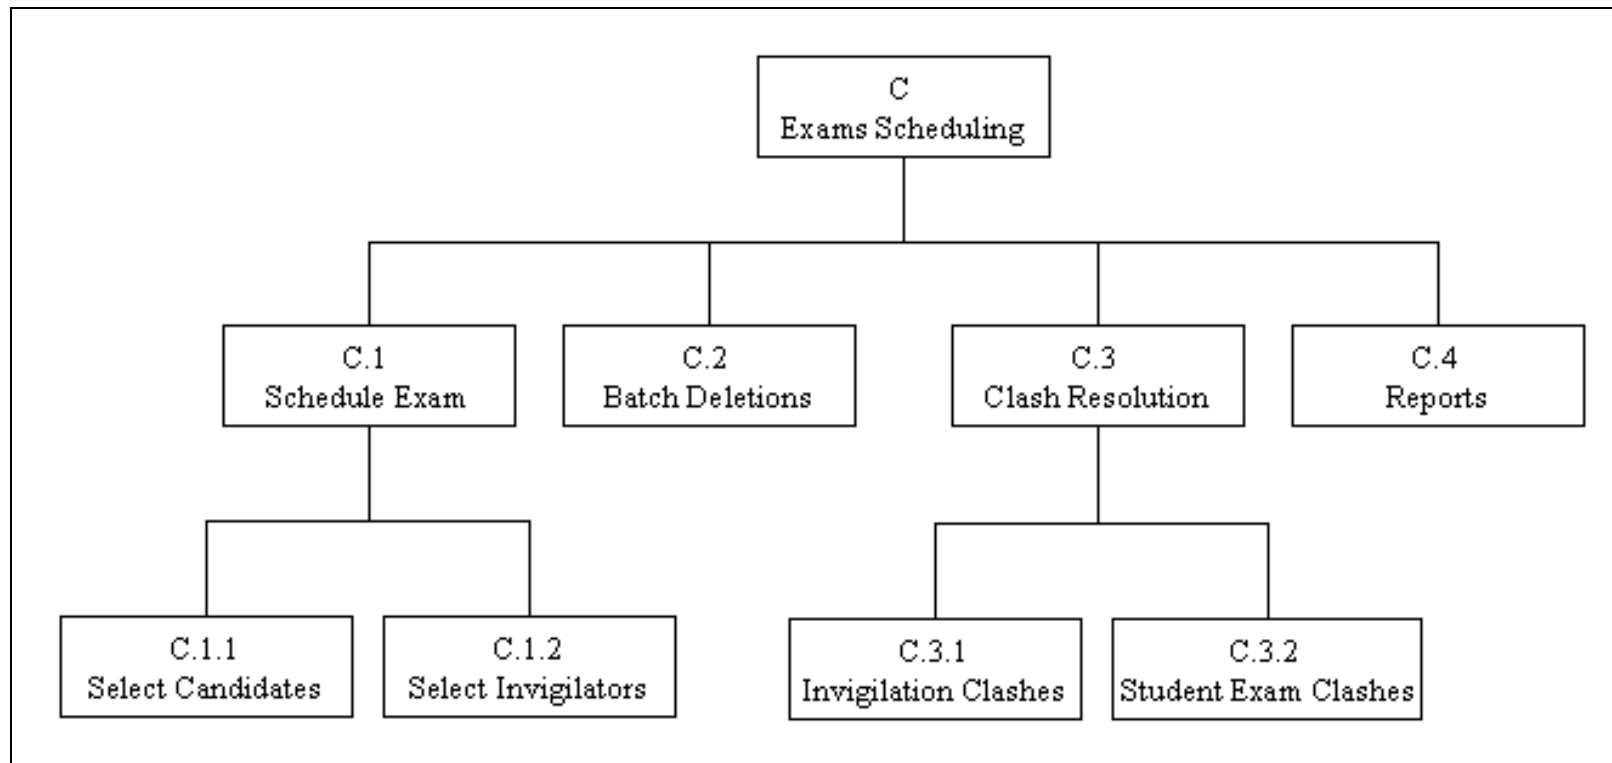 C
Exams Scheduling
C.1
Schedule Exam
C.2
Batch Deletions
C.3
Clash Resolution
C.4
Reports
C.1.1
Select Candidates
C.1.2
Select Invigilators
C.3.1
Invigilation Clashes
C.3.2
Student Exam Clashes